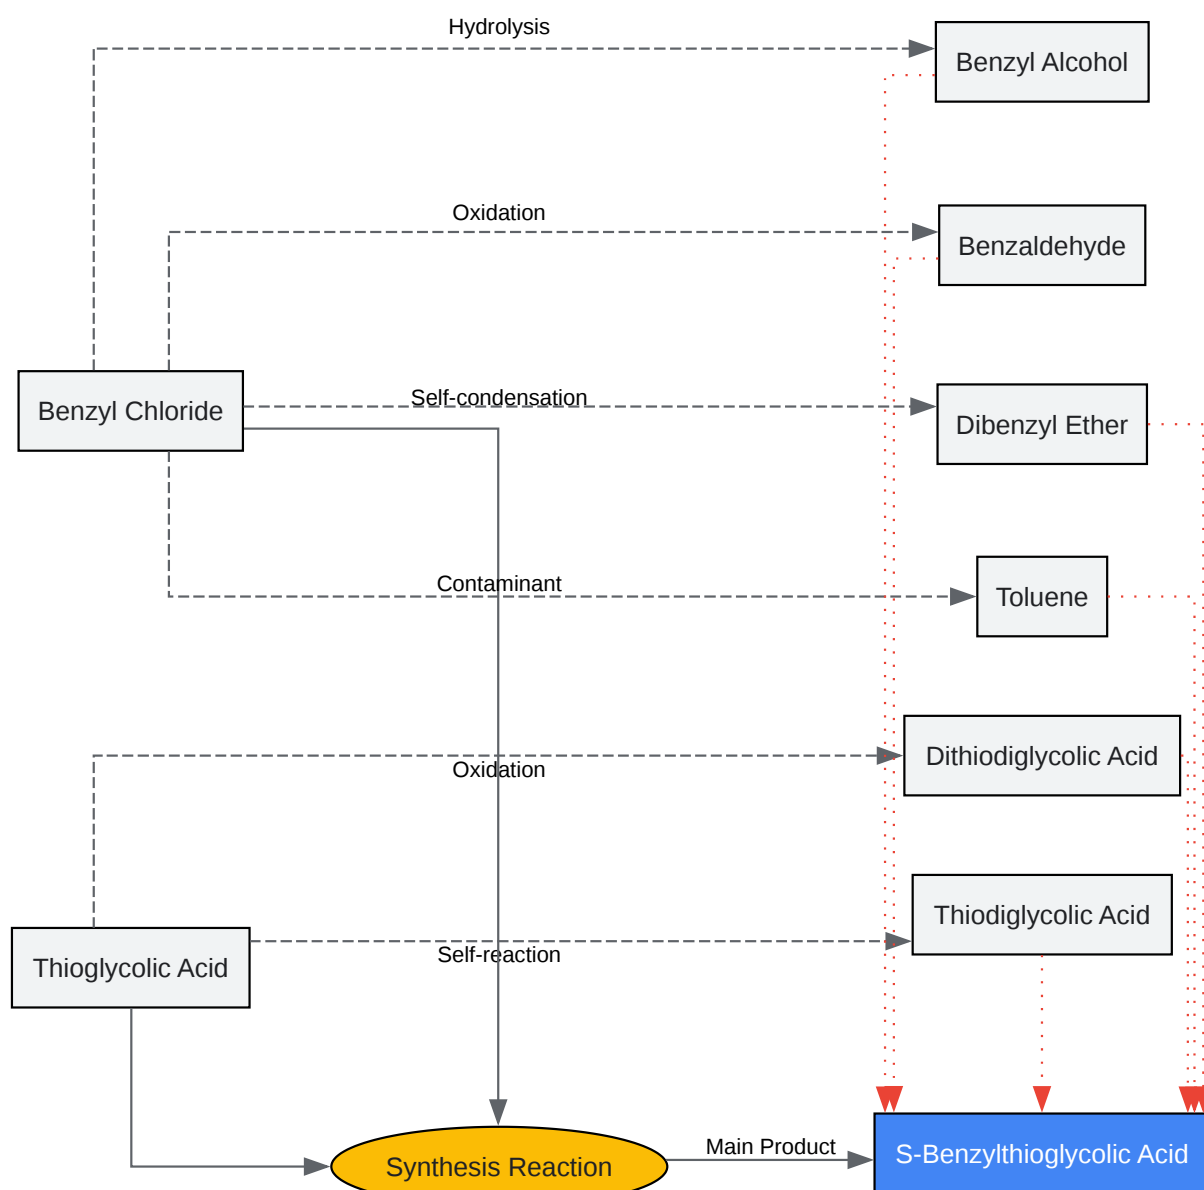 Hydrolysis
Benzyl Alcohol
Oxidation
Benzaldehyde
Benzyl Chloride
Self-condensation
Dibenzyl Ether
Contaminant
Toluene
Oxidation
Dithiodiglycolic Acid
Thioglycolic Acid
Self-reaction
Thiodiglycolic Acid
Synthesis Reaction
Main Product
S-Benzylthioglycolic Acid